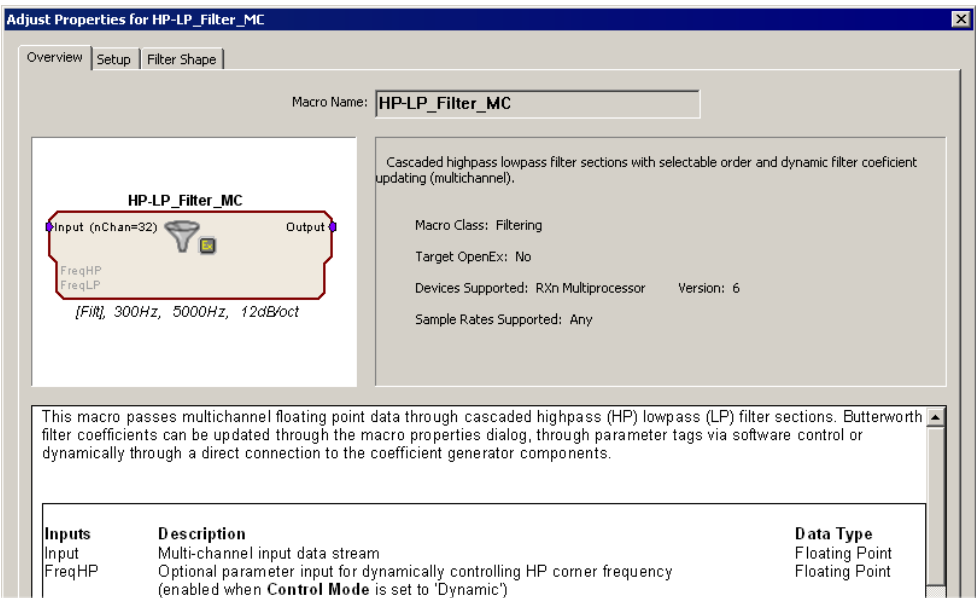 Adjust Properties for HP-LP_Filter_MC
Overview Setup Filter Shape
Macro Name: HP-LP_Filter_MC
HP-LP_Filter_MC
Input (nChan=32) Output
FreqHP
FreqLP
[Filt], 300Hz, 5000Hz, 12dB/oct
Cascaded highpass lowpass filter sections with selectable order and dynamic filter coeficient
updating (multichannel).
Macro Class: Filtering
Target OpenEx: No
Devices Supported: RXn Multiprocessor Version: 6
Sample Rates Supported: Any
This macro passes multichannel floating point data through cascaded highpass (HP) lowpass (LP) filter sections. Butterworth
filter coefficients can be updated through the macro properties dialog, through parameter tags via software control or
dynamically through a direct connection to the coefficient generator components.
Inputs Description Data Type
Input Multi-channel input data stream Floating Point
FreqHP Optional parameter input for dynamically controlling HP corner frequency Floating Point
(enabled when Control Mode is set to 'Dynamic')